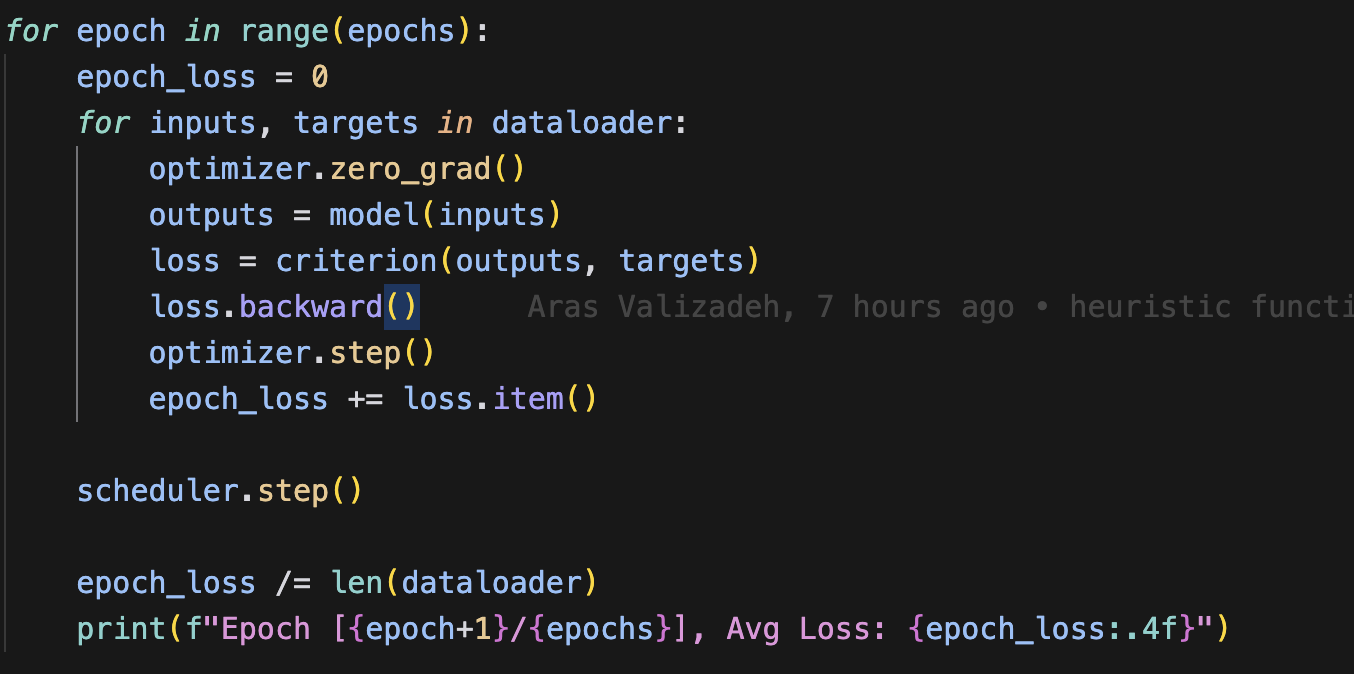 for epoch in range(epochs):
    epoch_loss = 0
    for inputs, targets in dataloader:
        optimizer.zero_grad()
        outputs = model(inputs)
        loss = criterion(outputs, targets)
        loss.backward()      Aras Valizadeh, 7 hours ago • heuristic functi
        optimizer.step()
        epoch_loss += loss.item()
    scheduler.step()
    epoch_loss /= len(dataloader)
    print(f"Epoch [{epoch+1}/{epochs}], Avg Loss: {epoch_loss:.4f}")